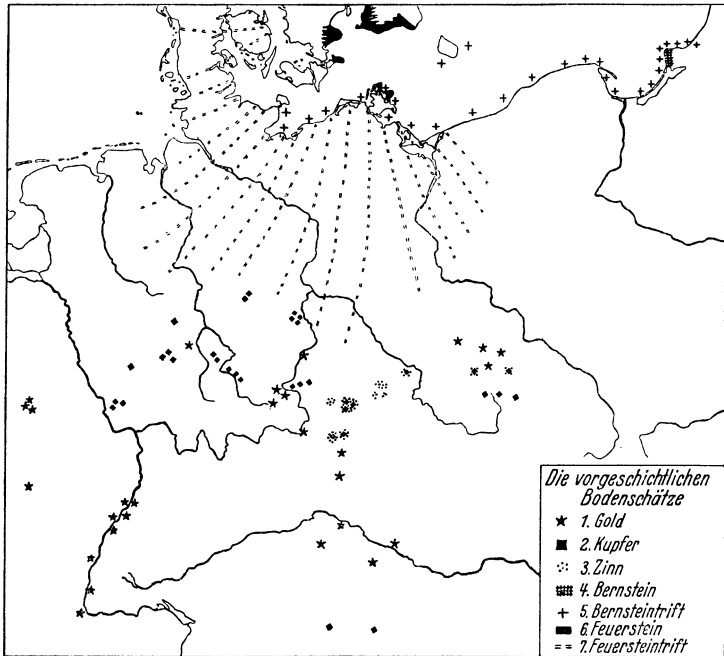 Die vorgeschichtlichen
Bodenschätze
1. Gold
2. Kupfer
3. Zinn
4. Bernstein
5. Bernsteintrift
6. Feuerstein
7. Feuersteintrift